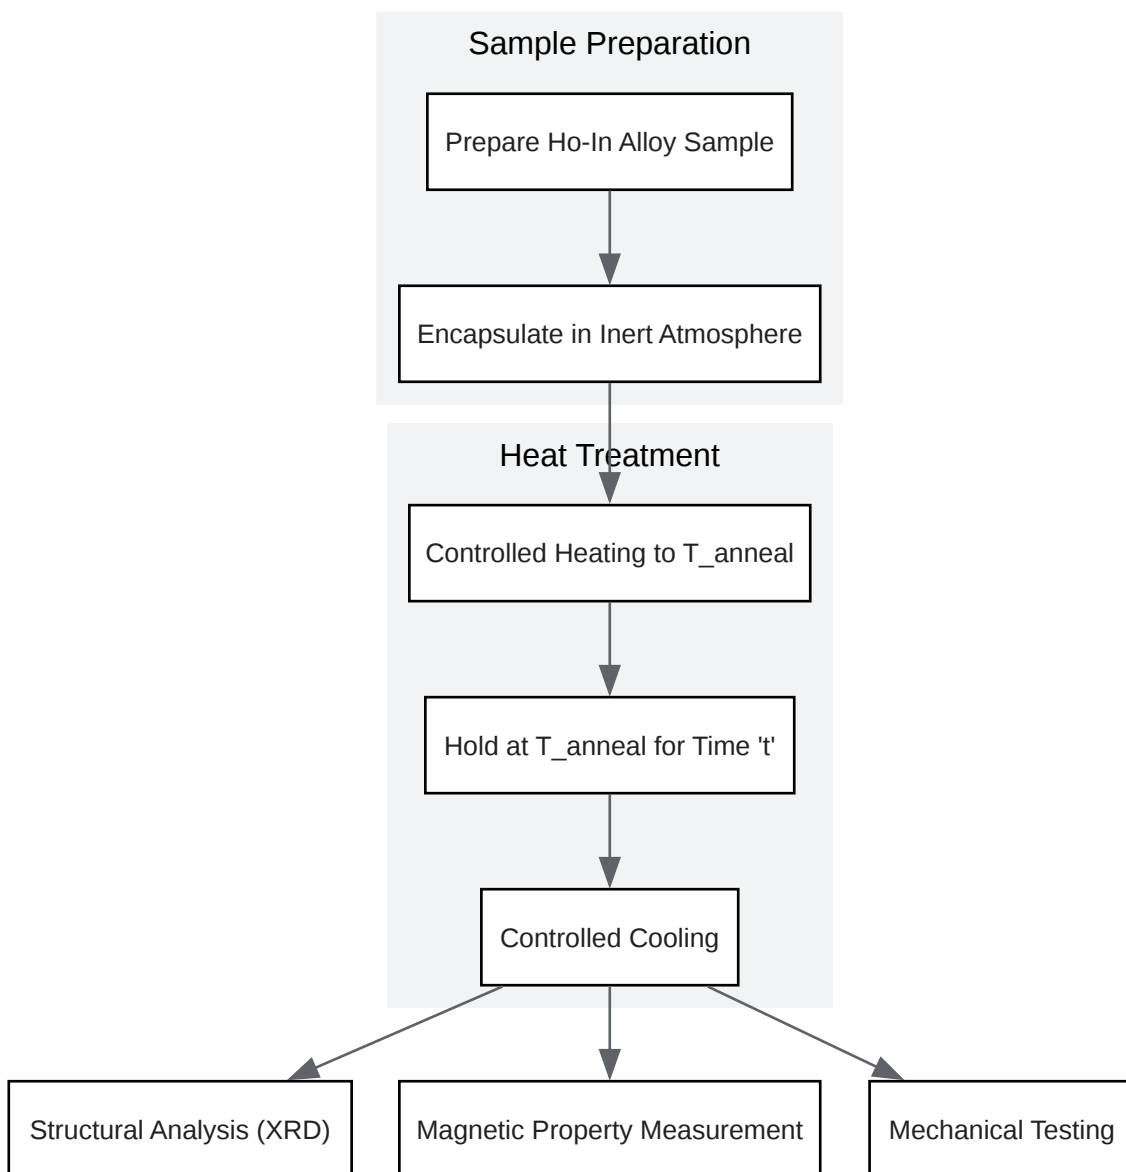 Sample Preparation
Prepare Ho-In Alloy Sample
Encapsulate in Inert Atmosphere
Heat Treatment
Controlled Heating to T_anneal
Hold at T_anneal for Time 't'
Controlled Cooling
Structural Analysis (XRD)
Magnetic Property Measurement
Mechanical Testing